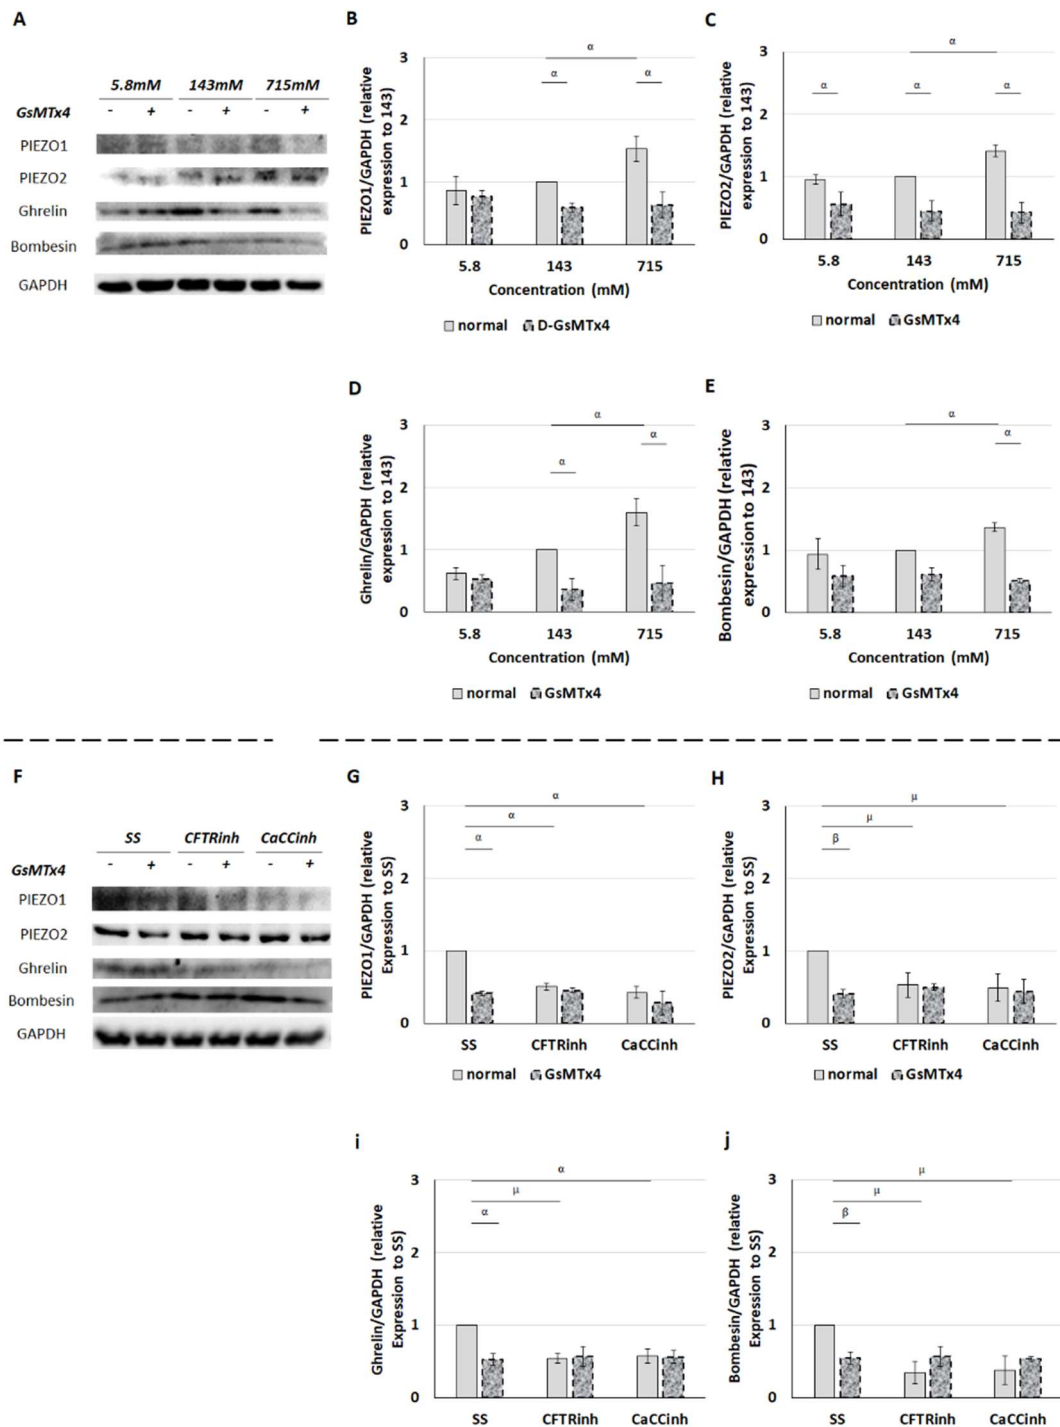 A
5.8mM 143mM 715mM
GsMTx4 - + - + - +
PIEZO1
PIEZO2
Ghrelin
Bombesin
GAPDH
B
PIEZO1/GAPDH (relative
expression to 143)
3
2
1
0
α
α
α
5.8 143 715
Concentration (mM)
normal D-GsMTx4
C
PIEZO2/GAPDH (relative
expression to 143)
3
2
1
0
α
α
α
α
5.8 143 715
Concentration (mM)
normal GsMTx4
D
Ghrelin/GAPDH (relative
expression to 143)
3
2
1
0
α
α
α
5.8 143 715
Concentration (mM)
normal GsMTx4
E
Bombesin/GAPDH (relative
expression to 143)
3
2
1
0
α
α
5.8 143 715
Concentration (mM)
normal GsMTx4
F
SS CFTRinh CaCCinh
GsMTx4 - + - + - +
PIEZO1
PIEZO2
Ghrelin
Bombesin
GAPDH
G
PIEZO1/GAPDH (relative
Expression to SS)
3
2
1
0
α
α
α
SS CFTRinh CaCCinh
normal GsMTx4
H
PIEZO2/GAPDH (relative
Expression to SS)
3
2
1
0
μ
μ
β
SS CFTRinh CaCCinh
normal GsMTx4
i
Ghrelin/GAPDH (relative
Expression to SS)
3
2
1
0
α
μ
α
SS CFTRinh CaCCinh
j
Bombesin/GAPDH (relative
Expression to SS)
3
2
1
0
μ
μ
β
SS CFTRinh CaCCinh